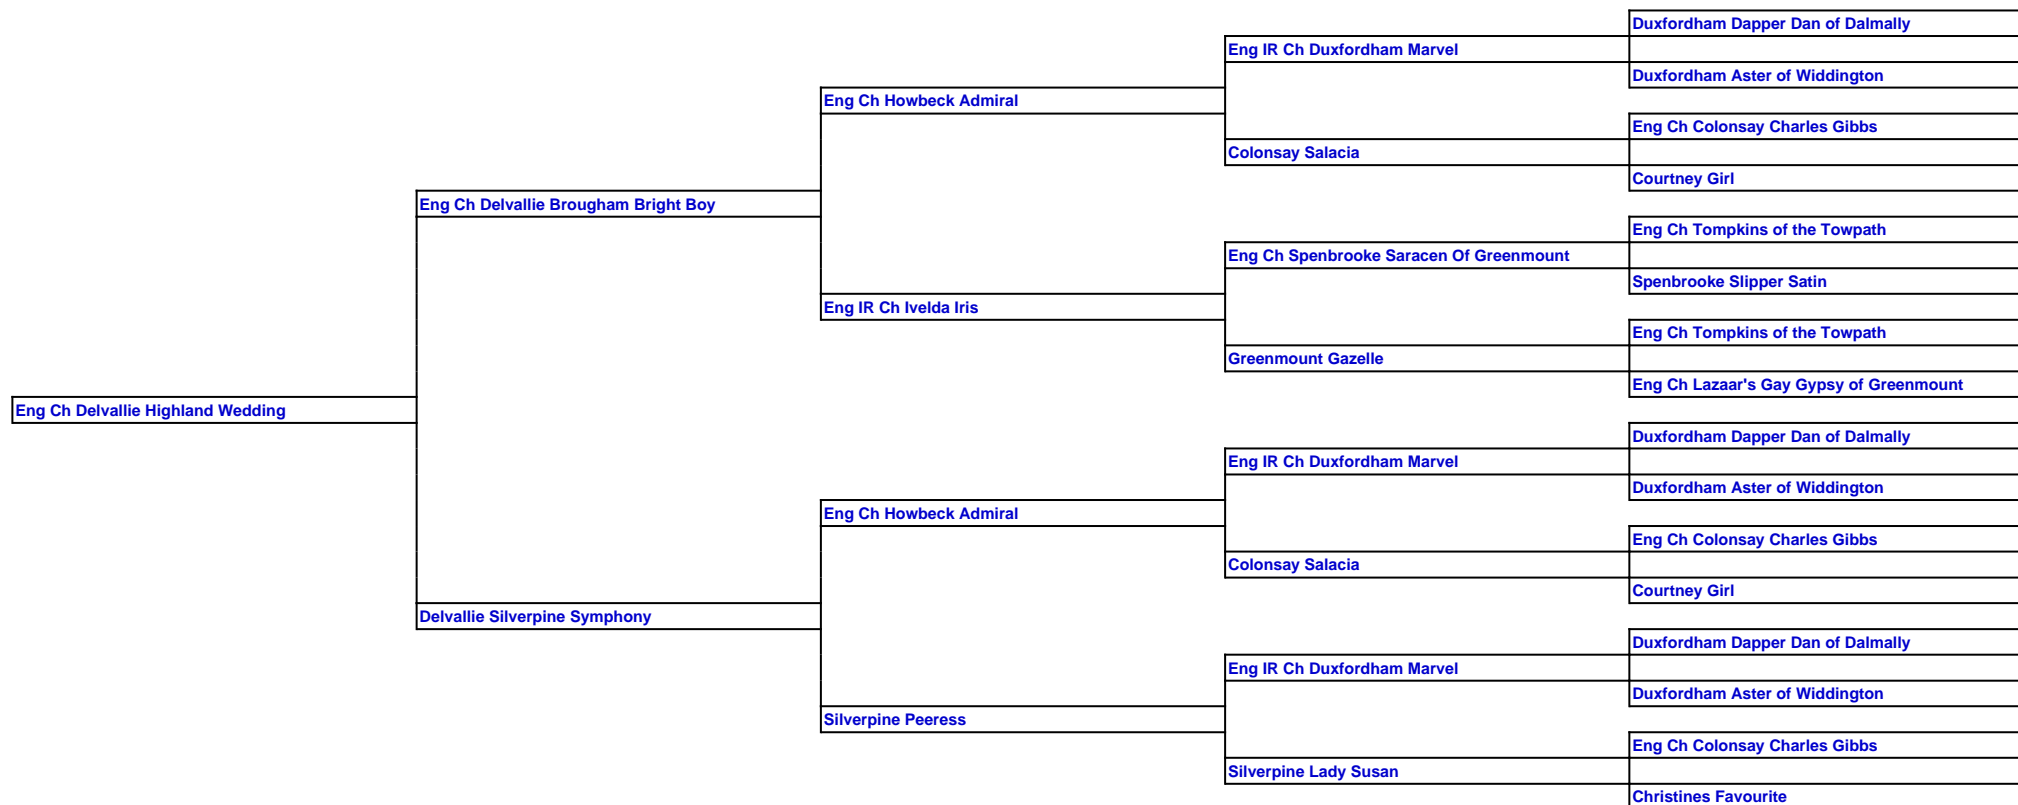 Duxfordham Dapper Dan of Dalmally
Eng IR Ch Duxfordham Marvel
Duxfordham Aster of Widdington
Eng Ch Howbeck Admiral
Eng Ch Colonsay Charles Gibbs
Colonsay Salacia
Courtney Girl
Eng Ch Delvallie Brougham Bright Boy
Eng Ch Tompkins of the Towpath
Eng Ch Spenbrooke Saracen Of Greenmount
Spenbrooke Slipper Satin
Eng IR Ch Ivelda Iris
Eng Ch Tompkins of the Towpath
Greenmount Gazelle
Eng Ch Lazaar's Gay Gypsy of Greenmount
Eng Ch Delvallie Highland Wedding
Duxfordham Dapper Dan of Dalmally
Eng IR Ch Duxfordham Marvel
Duxfordham Aster of Widdington
Eng Ch Howbeck Admiral
Eng Ch Colonsay Charles Gibbs
Colonsay Salacia
Courtney Girl
Delvallie Silverpine Symphony
Duxfordham Dapper Dan of Dalmally
Eng IR Ch Duxfordham Marvel
Duxfordham Aster of Widdington
Silverpine Peeress
Eng Ch Colonsay Charles Gibbs
Silverpine Lady Susan
Christines Favourite